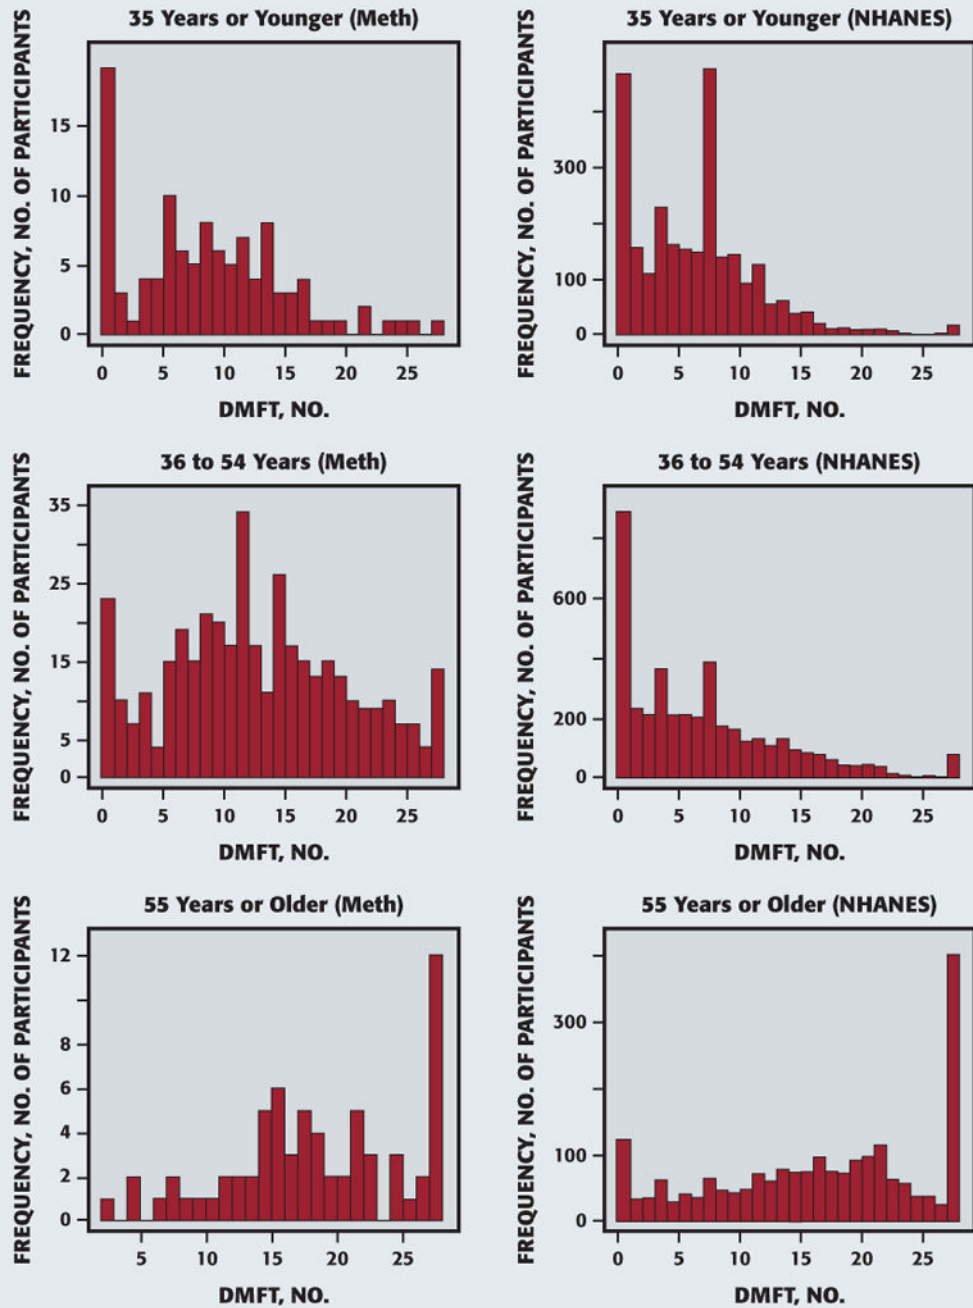 35 Years or Younger (Meth)
FREQUENCY, NO. OF PARTICIPANTS
15
10
5
0
0 5 10 15 20 25
DMFT, NO.
35 Years or Younger (NHANES)
FREQUENCY, NO. OF PARTICIPANTS
300
100
0
0 5 10 15 20 25
DMFT, NO.
36 to 54 Years (Meth)
FREQUENCY, NO. OF PARTICIPANTS
35
25
15
5
0
0 5 10 15 20 25
DMFT, NO.
36 to 54 Years (NHANES)
FREQUENCY, NO. OF PARTICIPANTS
600
200
0
0 5 10 15 20 25
DMFT, NO.
55 Years or Older (Meth)
FREQUENCY, NO. OF PARTICIPANTS
12
8
6
4
2
0
5 10 15 20 25
DMFT, NO.
55 Years or Older (NHANES)
FREQUENCY, NO. OF PARTICIPANTS
300
100
0
0 5 10 15 20 25
DMFT, NO.